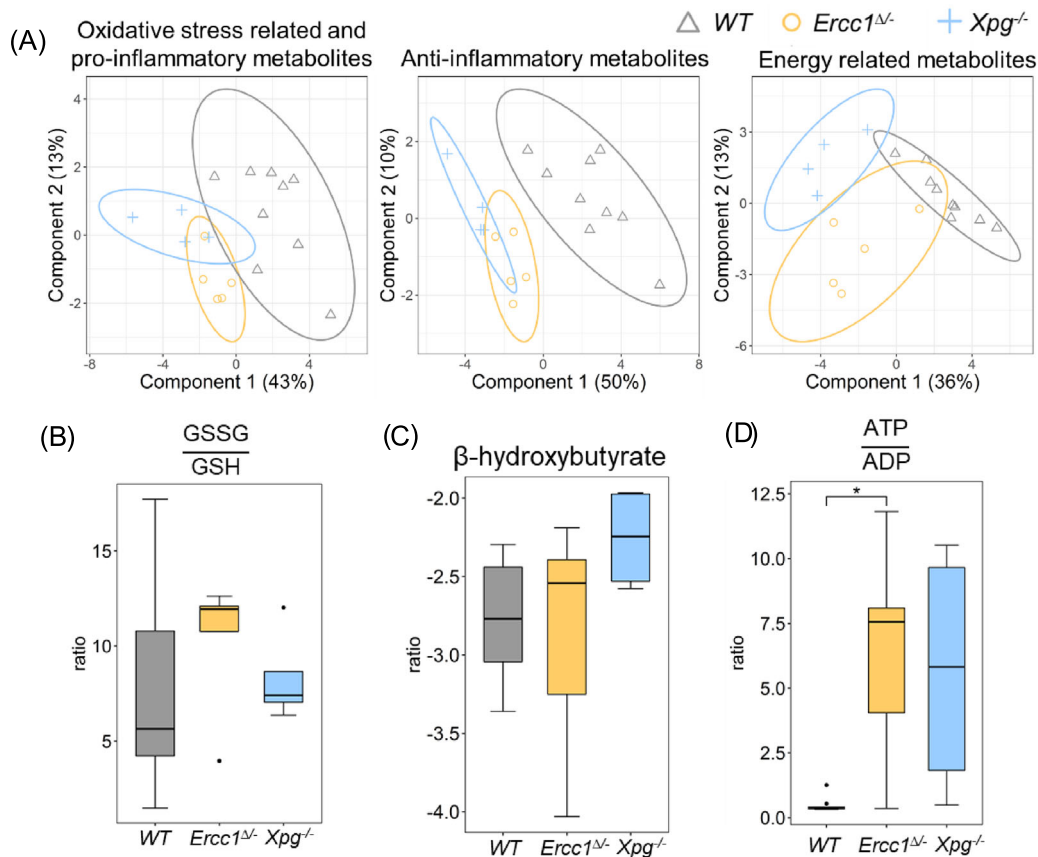 (A)
Oxidative stress related and
pro-inflammatory metabolites
WT
Ercc1Δ/-
Xpg-/-
Anti-inflammatory metabolites
Energy related metabolites
Component 2 (13%)
4
2
0
-2
-8
-4
0
4
8
Component 1 (43%)
Component 2 (10%)
2
0
-2
-4
0
4
8
Component 1 (50%)
Component 2 (13%)
3
0
-3
-6
-4
0
4
Component 1 (36%)
(B)
GSSG
GSH
ratio
15
10
5
WT
Ercc1Δ/-
Xpg-/-
(C)
β-hydroxybutyrate
ratio
-2.0
-2.5
-3.0
-3.5
-4.0
WT
Ercc1Δ/-
Xpg-/-
(D)
ATP
ADP
*
ratio
12.5
10.0
7.5
5.0
2.5
0.0
WT
Ercc1Δ/-
Xpg-/-